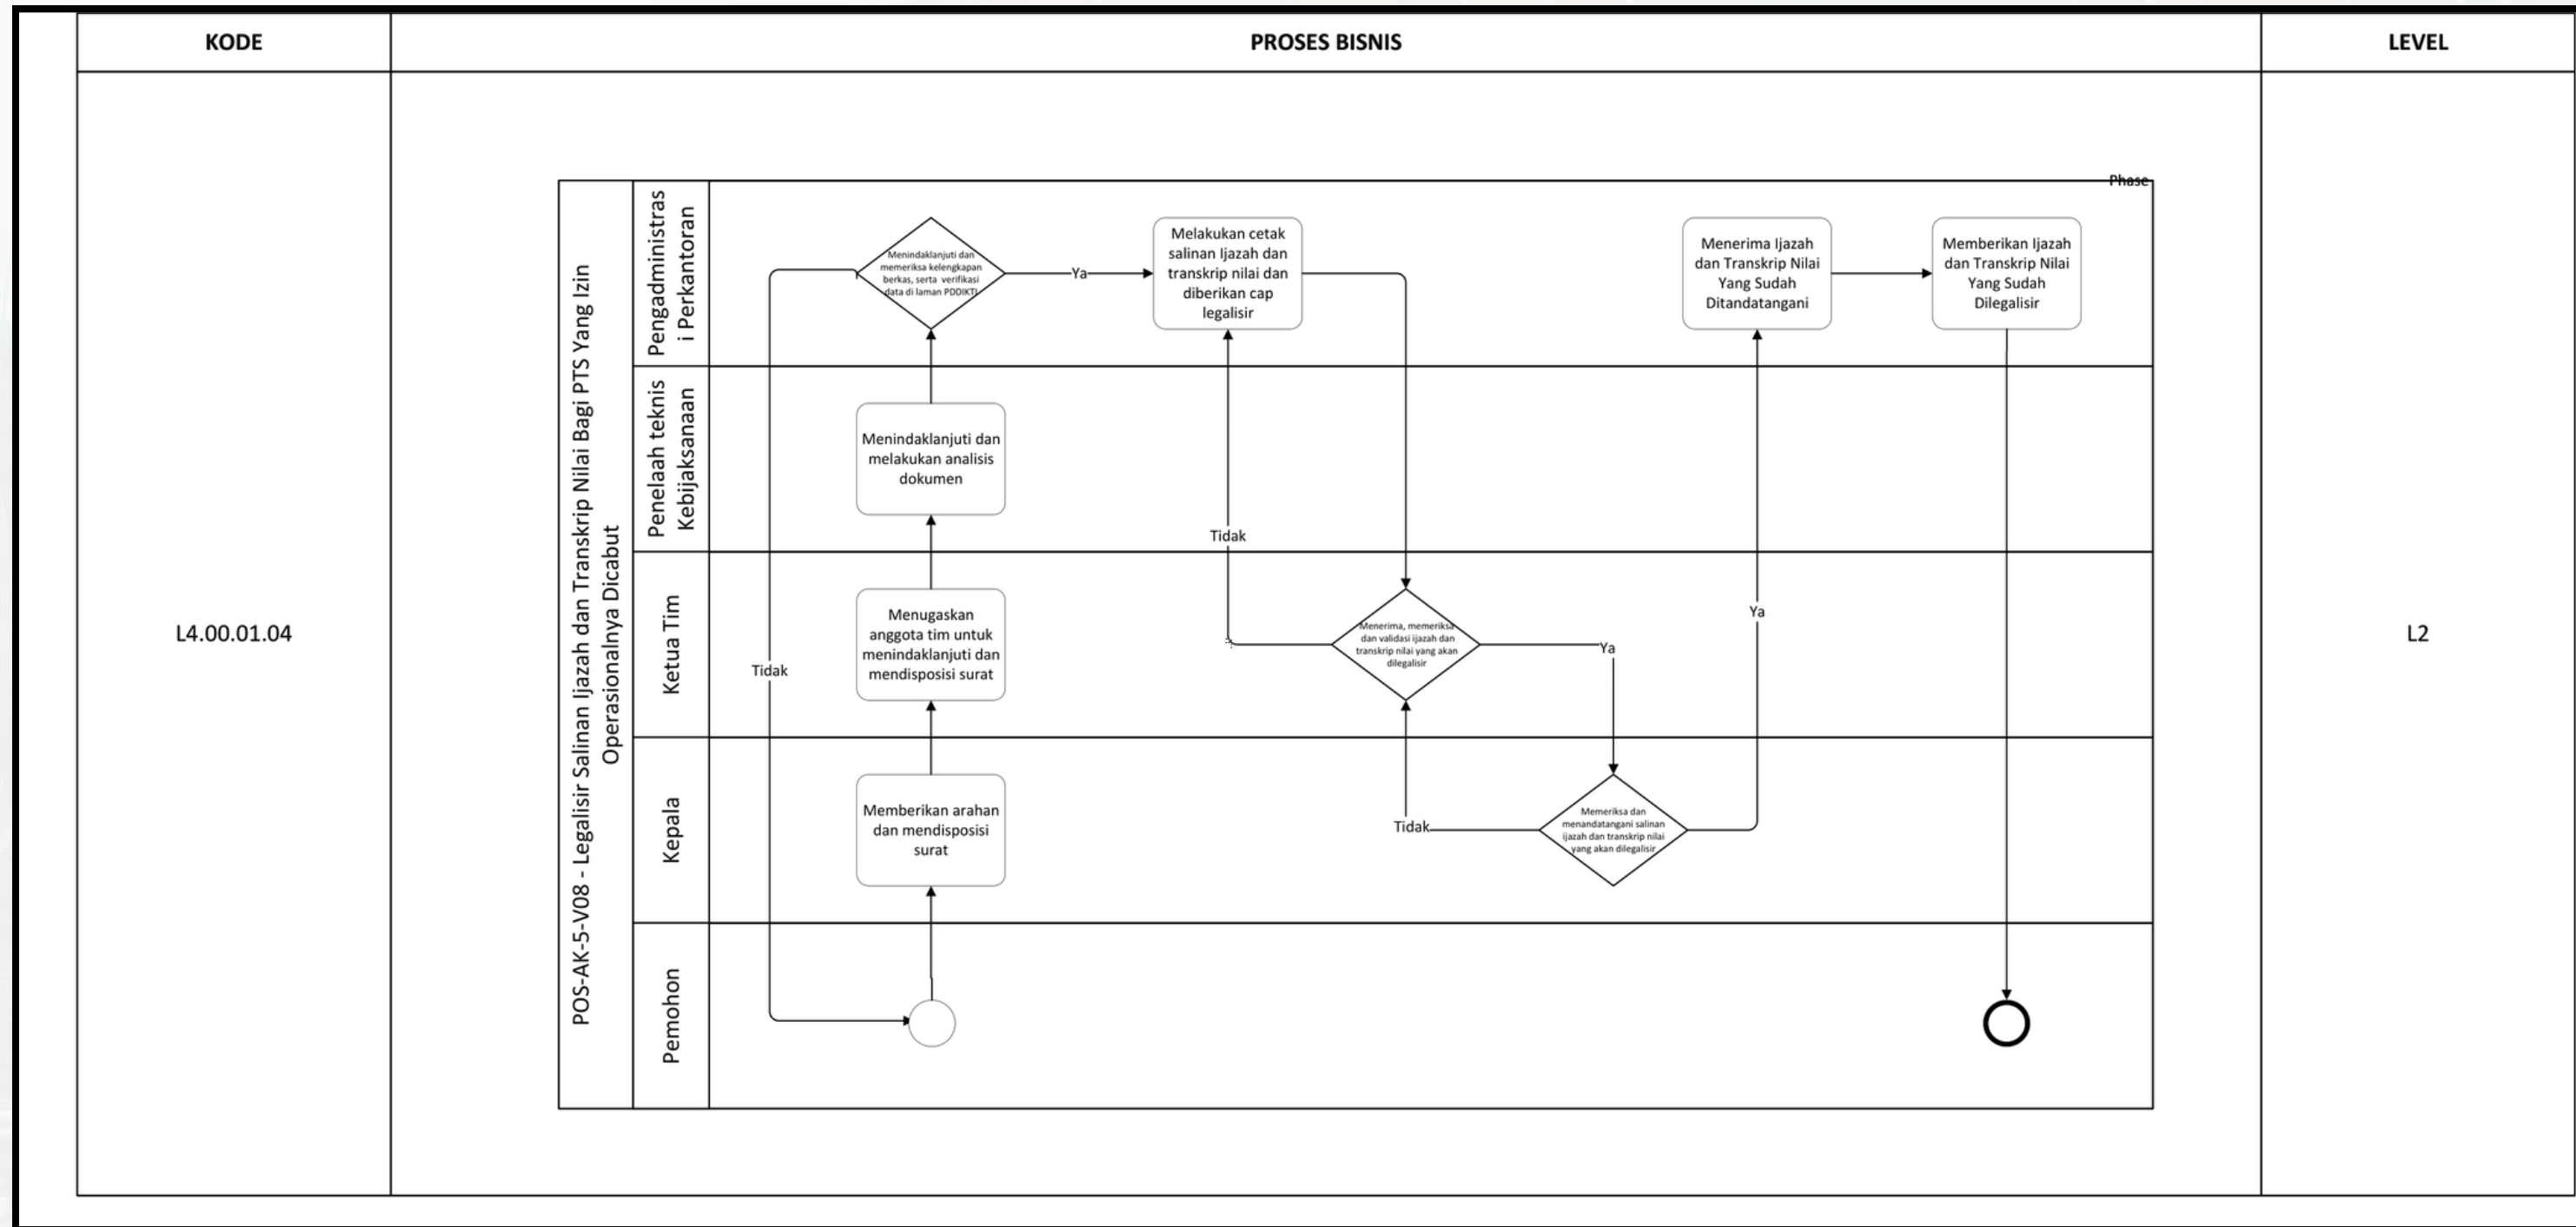 KODE
PROSES BISNIS
LEVEL
L4.00.01.04
POS-AK-5-V08 - Legalisir Salinan Ijazah dan Transkrip Nilai Bagi PTS Yang Izin
Operasionalnya Dicabut
Phase
Pengadministras
i Perkantoran
Menindaklanjuti dan
memeriksa kelengkapan
berkas, serta verifikasi
data di laman PDDIKTI
Ya
Melakukan cetak
salinan Ijazah dan
transkrip nilai dan
diberikan cap
legalisir
Menerima Ijazah
dan Transkrip Nilai
Yang Sudah
Ditandatangani
Memberikan Ijazah
dan Transkrip Nilai
Yang Sudah
Dilegalisir
Penelaah teknis
Kebijaksanaan
Menindaklanjuti dan
melakukan analisis
dokumen
Tidak
Ketua Tim
Tidak
Menugaskan
anggota tim untuk
menindaklanjuti dan
mendisposisi surat
Menerima, memeriksa
dan validasi ijazah dan
transkrip nilai yang akan
dilegalisir
Ya
Ya
Kepala
Memberikan arahan
dan mendisposisi
surat
Tidak
Memeriksa dan
menandatangani salinan
ijazah dan transkrip nilai
yang akan dilegalisir
Pemohon
L2